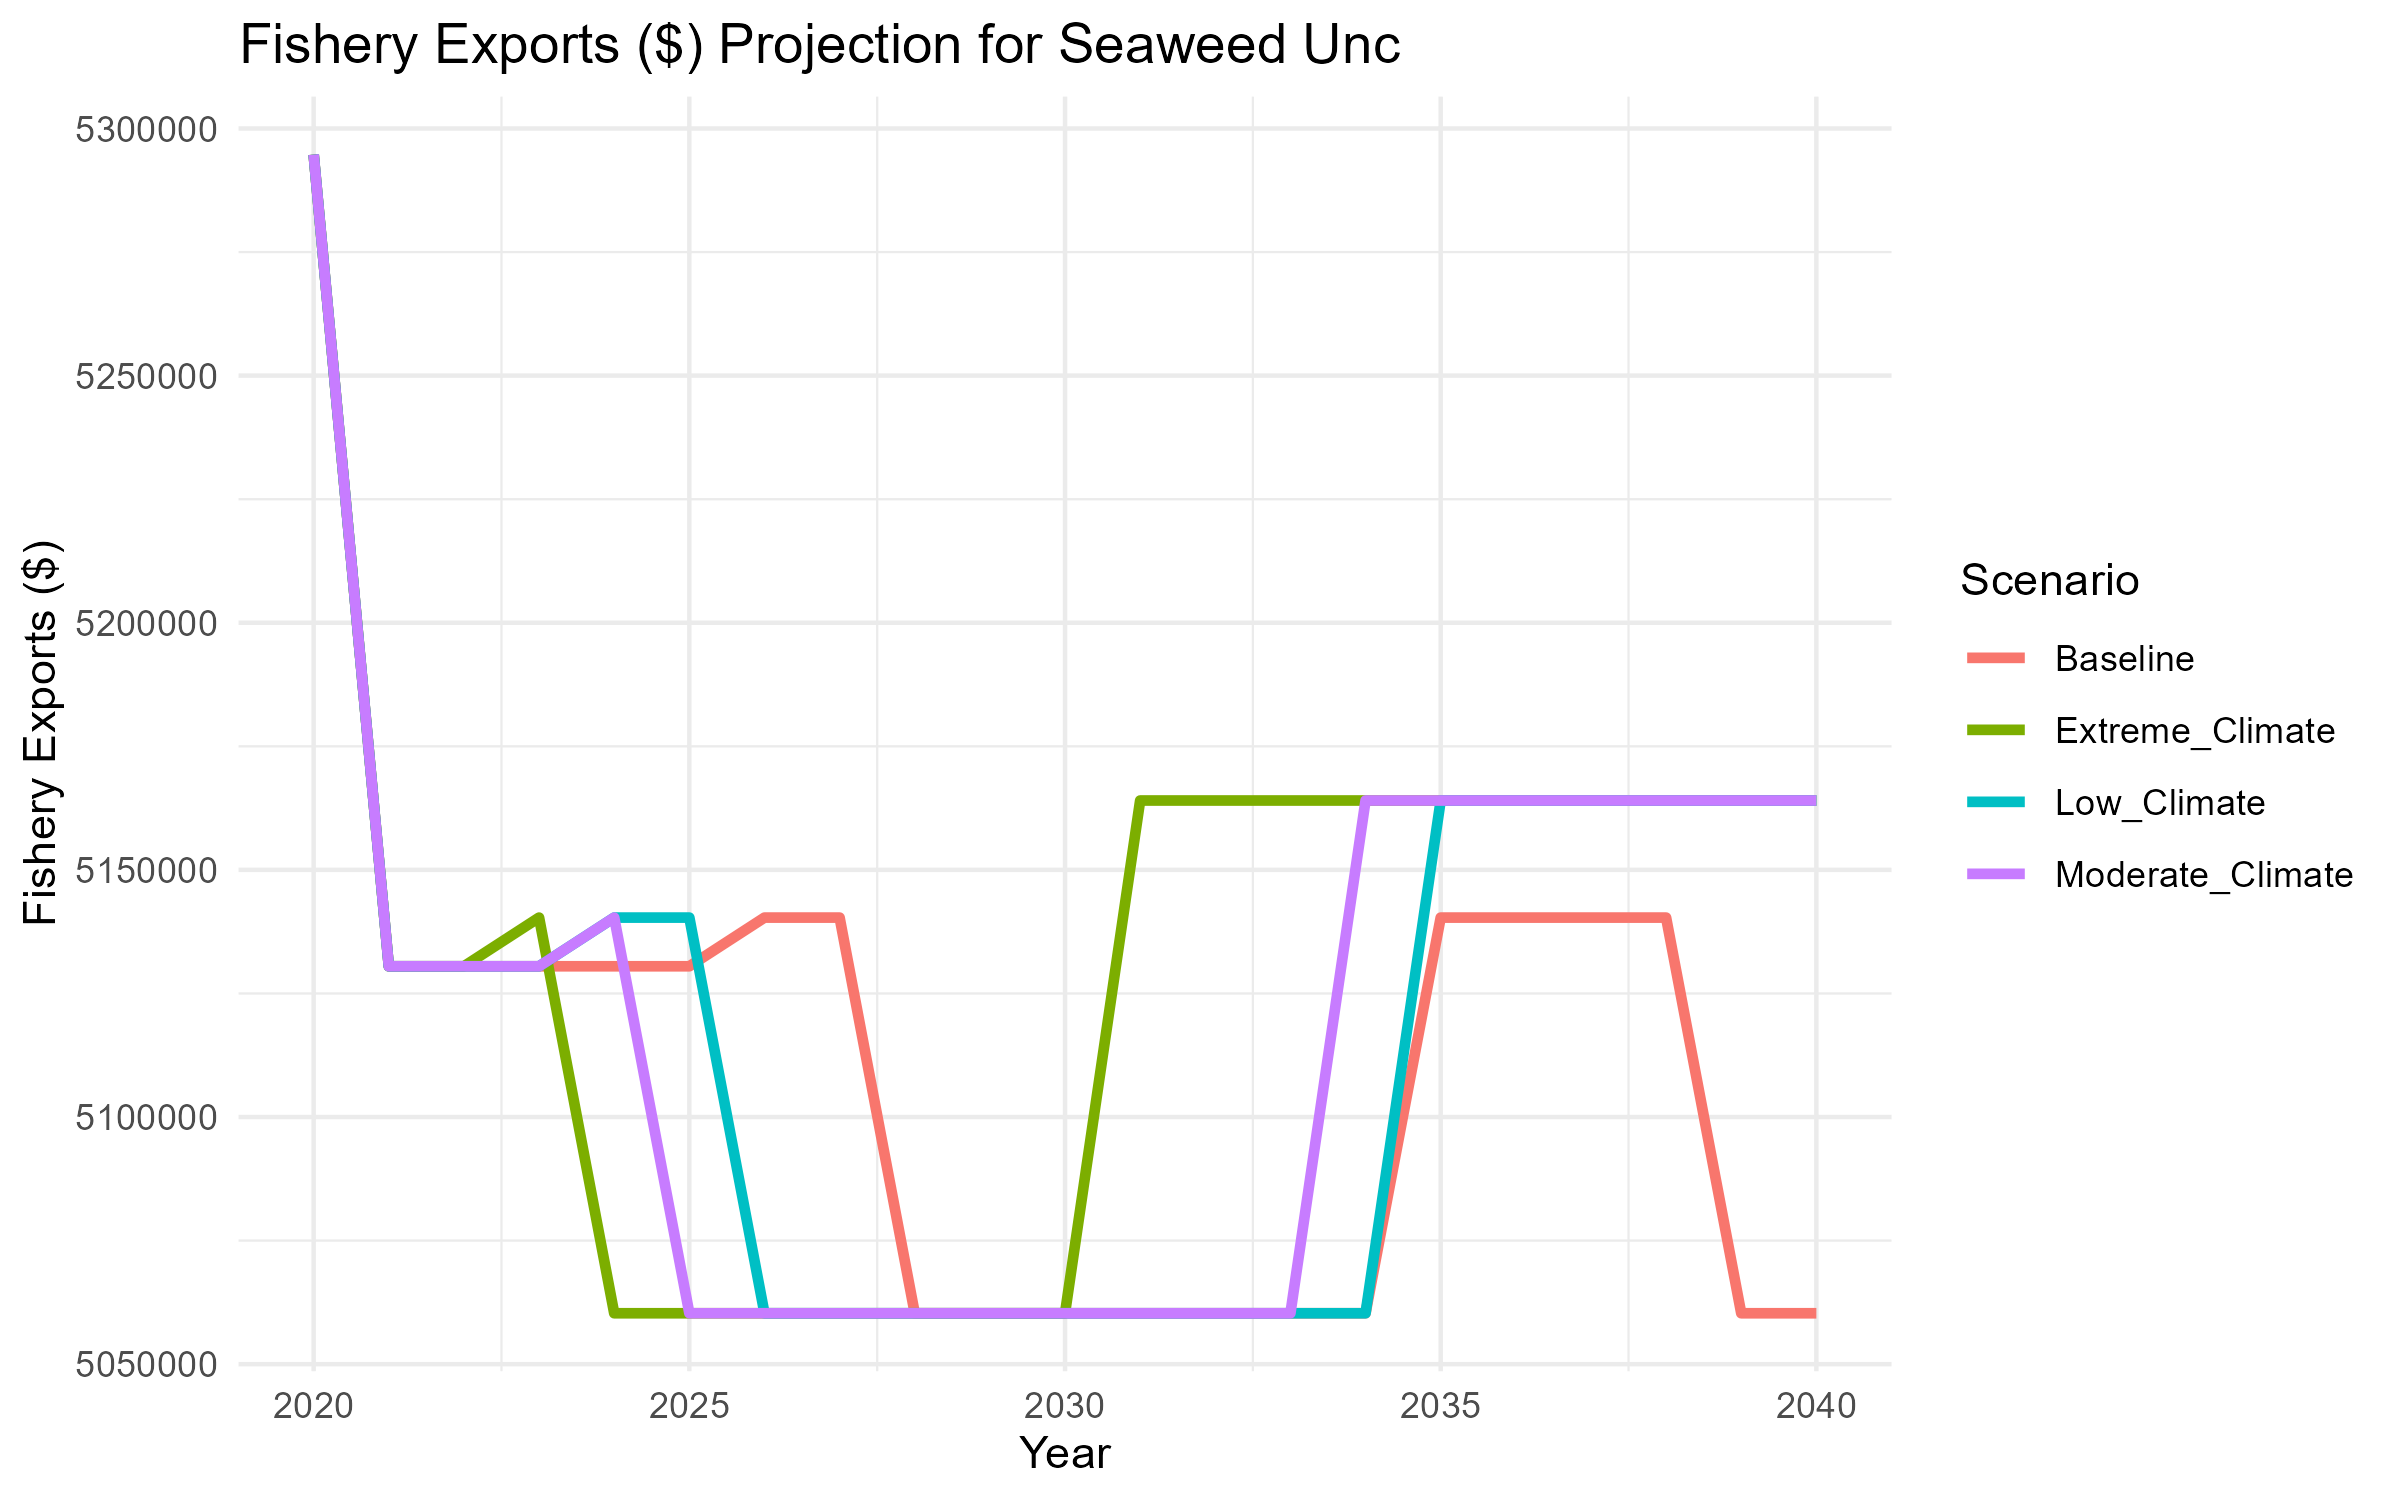 Fishery Exports ($) Projection for Seaweed Unc
Fishery Exports ($)
5300000
5250000
5200000
5150000
5100000
5050000
2020 2025 2030 2035 2040
Year
Scenario
Baseline
Extreme_Climate
Low_Climate
Moderate_Climate